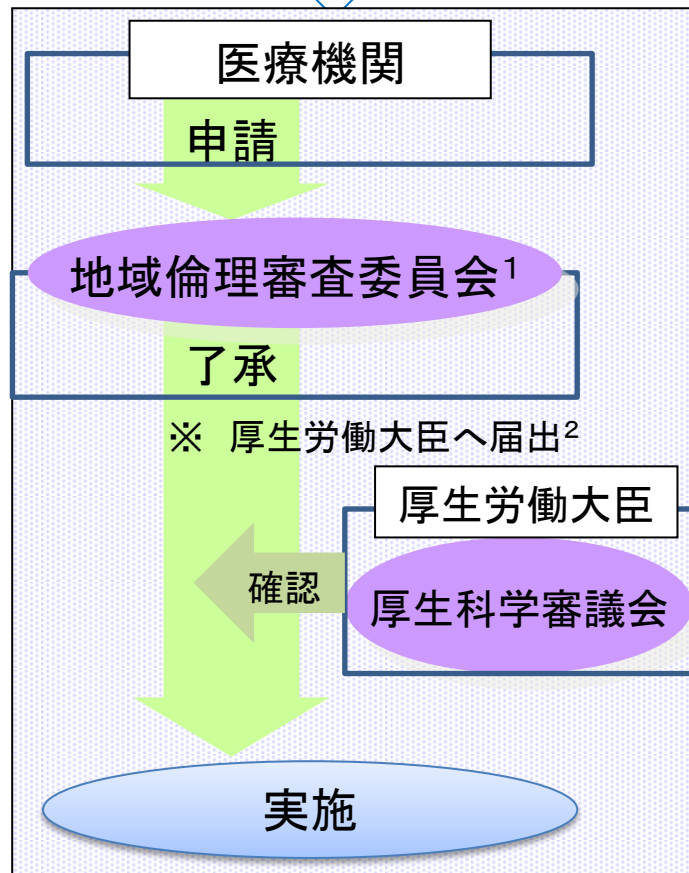 医療機関
申請
地域倫理審査委員会¹
了承
※ 厚生労働大臣へ届出²
厚生労働大臣
確認
厚生科学審議会
実施